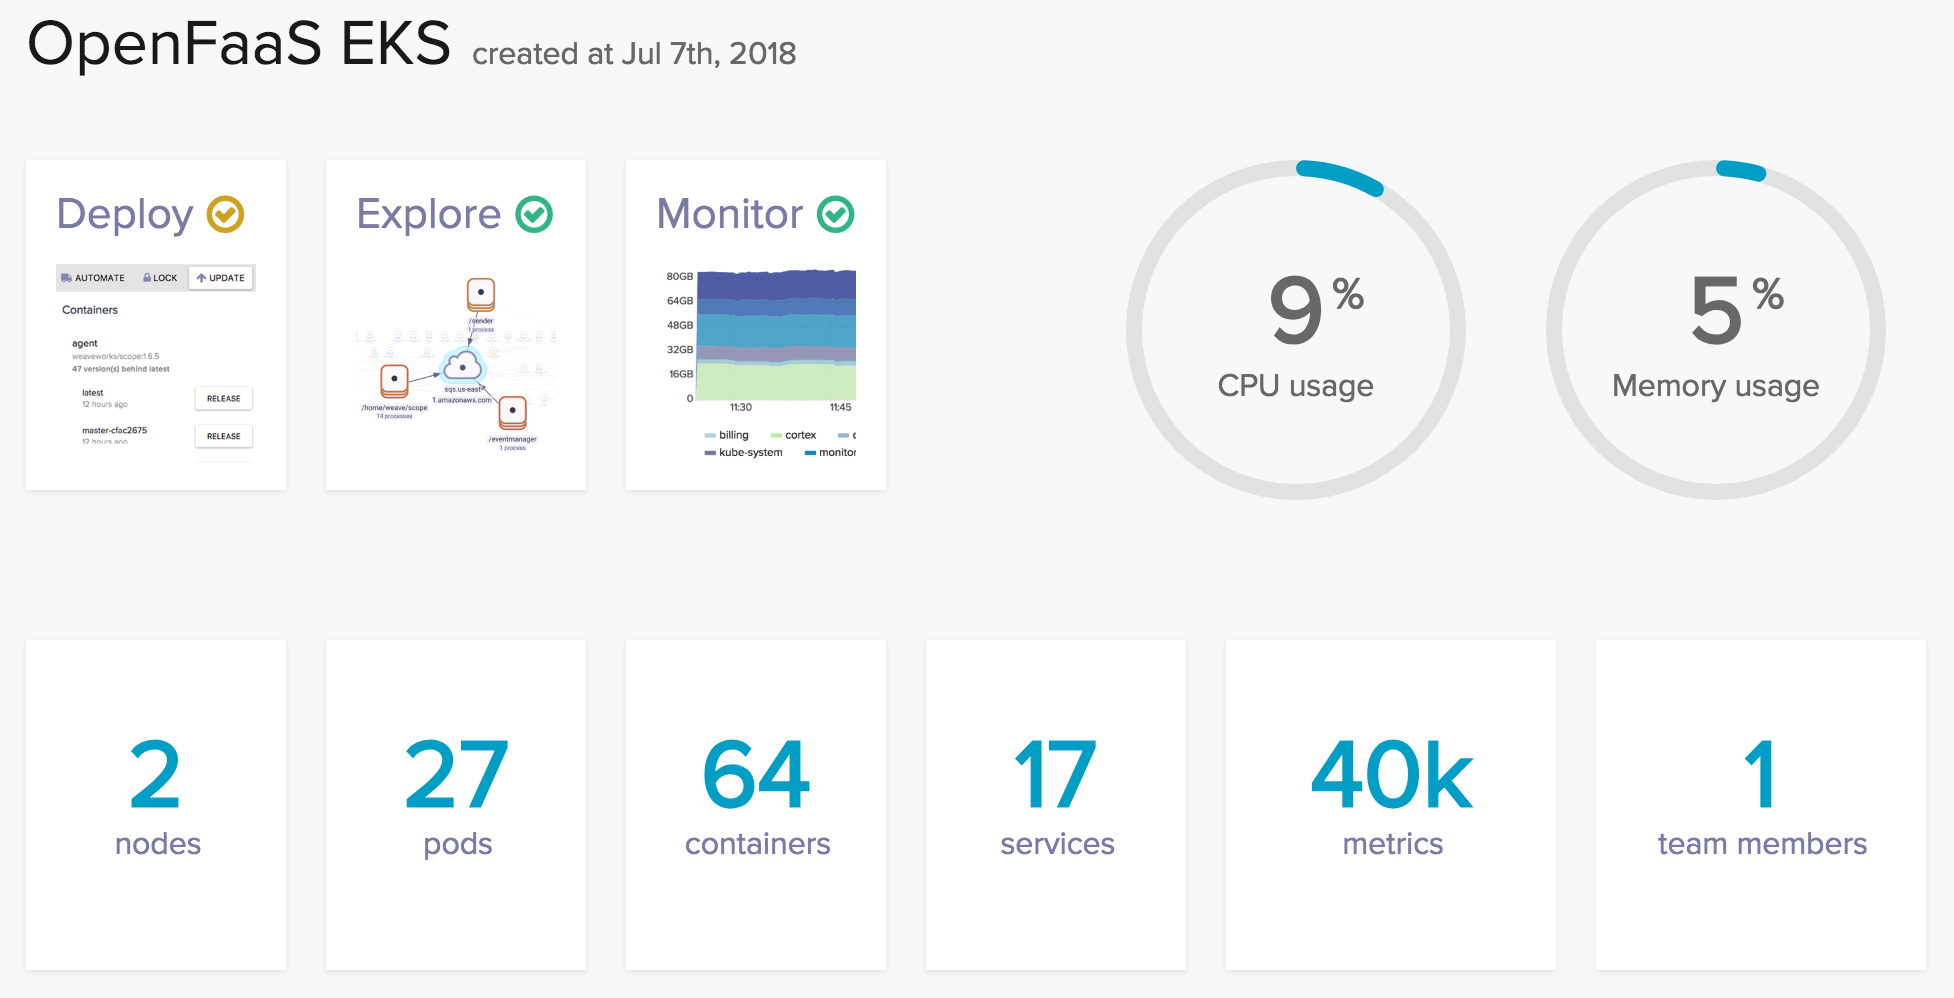 OpenFaaS EKS created at Jul 7th, 2018
Deploy
AUTOMATE LOCK UPDATE
Containers
agent
weaveworks/scope:1.6.5
47 version(s) behind latest
latest
12 hours ago
RELEASE
master-cfac2675
12 hours ago
RELEASE
Explore
/sender
1 process
sqs.us-east-
1.amazonaws.com
/home/weave/scope
14 processes
/eventmanager
1 process
Monitor
80GB
64GB
48GB
32GB
16GB
0
11:30 11:45
billing cortex c
kube-system monitor
9%
CPU usage
5%
Memory usage
2
nodes
27
pods
64
containers
17
services
40k
metrics
1
team members